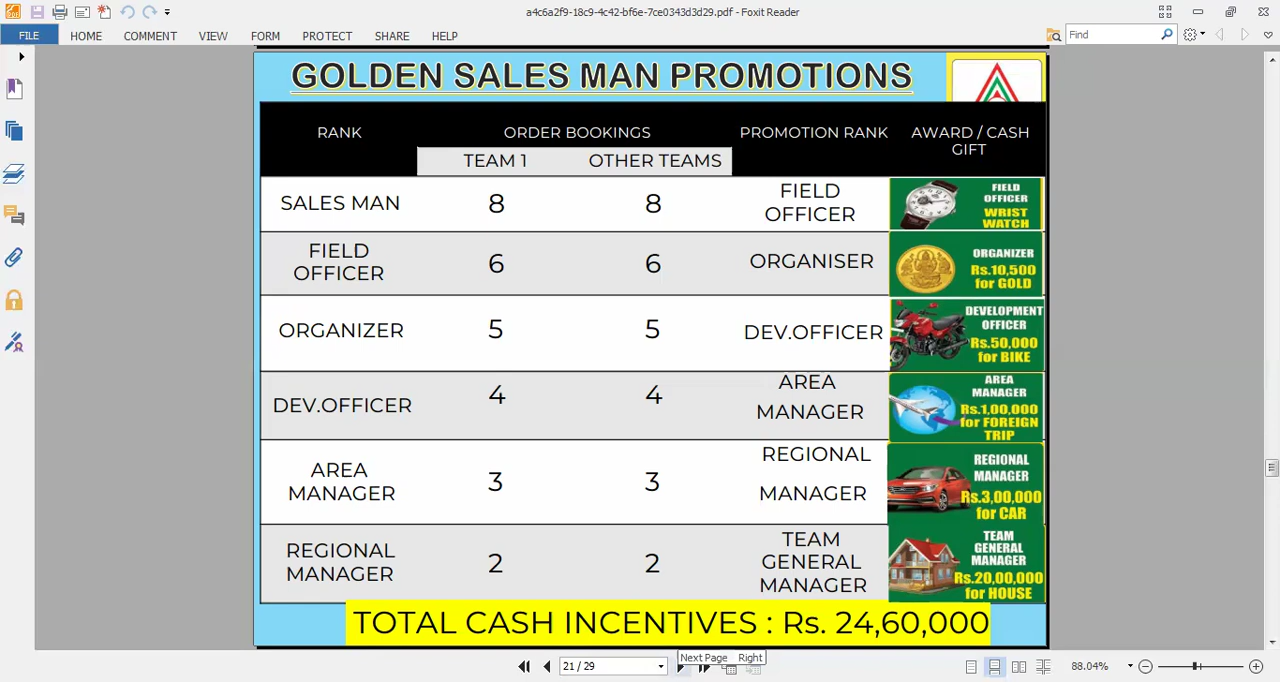 a4c6a2f9-18c9-4c42-bf6e-7ce0343d3d29.pdf - Foxit Reader
FILE HOME COMMENT VIEW FORM PROTECT SHARE HELP
Find
GOLDEN SALES MAN PROMOTIONS
RANK ORDER BOOKINGS PROMOTION RANK AWARD / CASH GIFT
TEAM 1 OTHER TEAMS
SALES MAN 8 8 FIELD OFFICER
FIELD OFFICER WRIST WATCH
FIELD OFFICER 6 6 ORGANISER
ORGANIZER Rs.10,500 for GOLD
ORGANIZER 5 5 DEV.OFFICER
DEVELOPMENT OFFICER Rs.50,000 for BIKE
DEV.OFFICER 4 4 AREA MANAGER
AREA MANAGER Rs.1,00,000 for FOREIGN TRIP
AREA MANAGER 3 3 REGIONAL MANAGER
REGIONAL MANAGER Rs.3,00,000 for CAR
REGIONAL MANAGER 2 2 TEAM GENERAL MANAGER
TEAM GENERAL MANAGER Rs.20,00,000 for HOUSE
TOTAL CASH INCENTIVES : Rs. 24,60,000
Next Page Right
21 / 29
88.04%